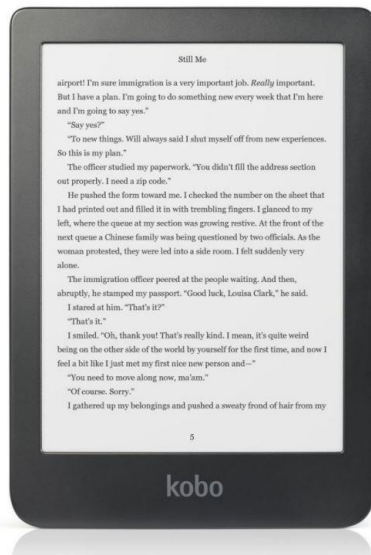 Still Me
airport! I'm sure immigration is a very important job. Really important.
But I have a plan. I'm going to do something new every week that I'm here
and I'm going to say yes."
"Say yes?"
"To new things. Will always said I shut myself off from new experiences.
So this is my plan."
The officer studied my paperwork. "You didn't fill the address section
out properly. I need a zip code."
He pushed the form toward me. I checked the number on the sheet that
I had printed out and filled it in with trembling fingers. I glanced to my
left, where the queue at my section was growing restive. At the front of the
next queue a Chinese family was being questioned by two officials. As the
woman protested, they were led into a side room. I felt suddenly very
alone.
The immigration officer peered at the people waiting. And then,
abruptly, he stamped my passport. "Good luck, Louisa Clark," he said.
I stared at him. "That's it?"
"That's it."
I smiled. "Oh, thank you! That's really kind. I mean, it's quite weird
being on the other side of the world by yourself for the first time, and now I
feel a bit like I just met my first nice new person and—"
"You need to move along now, ma'am."
"Of course. Sorry."
I gathered up my belongings and pushed a sweaty frond of hair from my
5
kobo